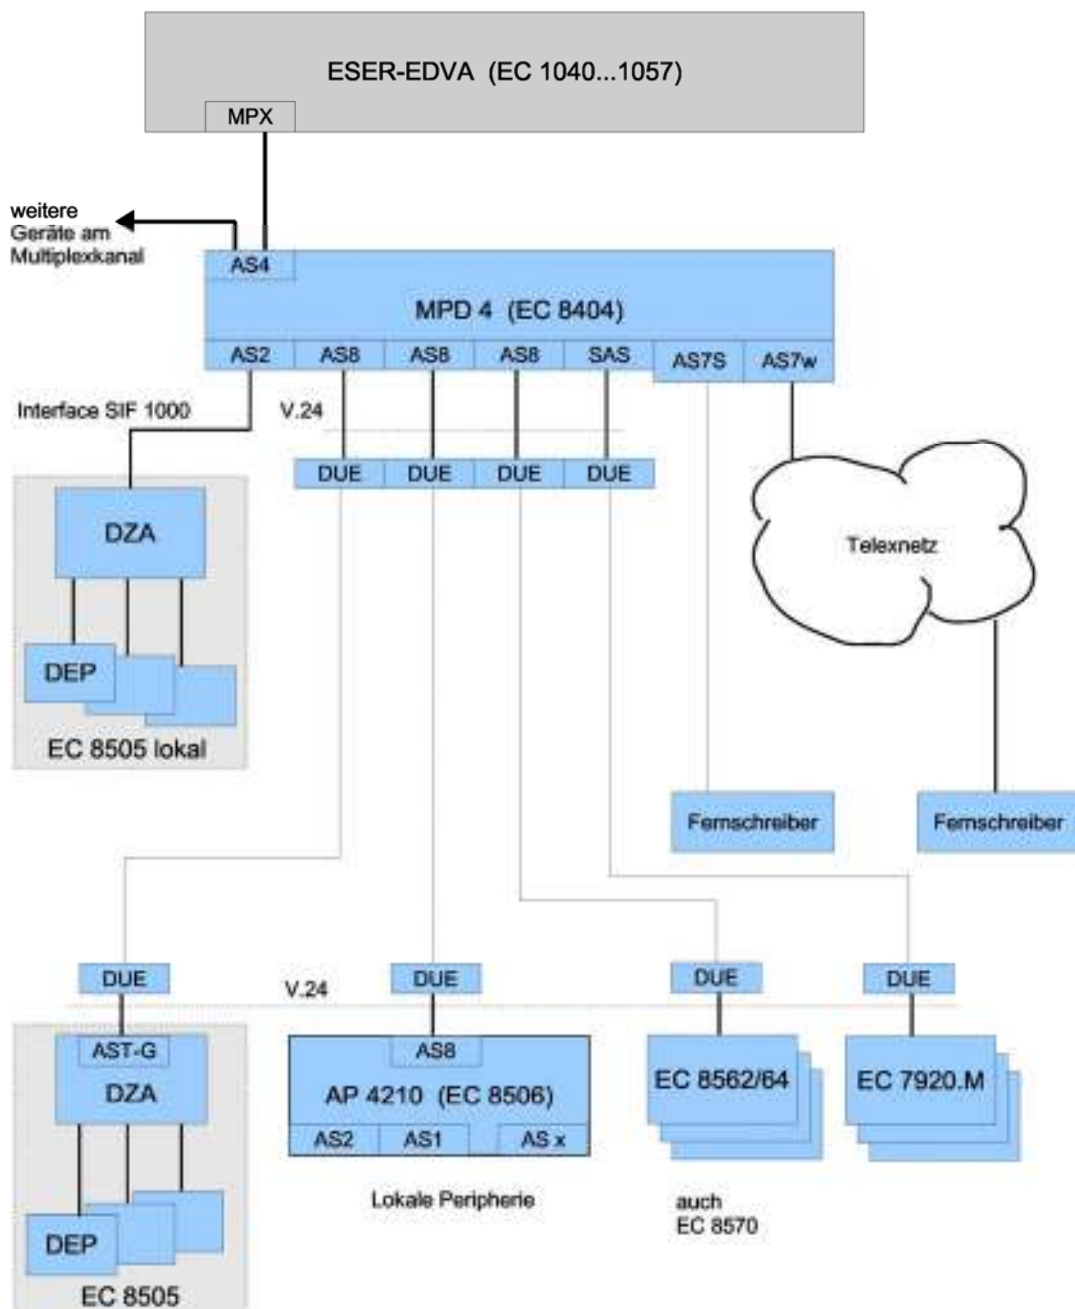 ESER-EDVA (EC 1040...1057)
MPX
weitere
Geräte am
Multiplexkanal
AS4
MPD 4 (EC 8404)
AS2
AS8
AS8
AS8
SAS
AS7S
AS7w
Interface SIF 1000
V.24
DUE
DUE
DUE
DUE
DZA
Telexnetz
DEP
EC 8505 lokal
Fernschreiber
Fernschreiber
DUE
V.24
DUE
DUE
DUE
AST-G
DZA
AS8
AP 4210 (EC 8506)
AS2
AS1
AS x
EC 8562/64
EC 7920.M
Lokale Peripherie
auch
EC 8570
DEP
EC 8505